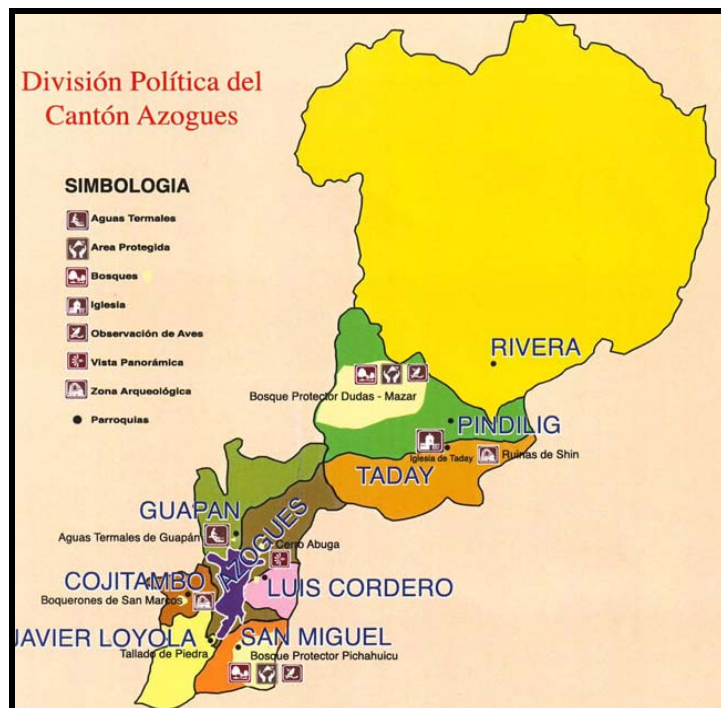 División Política del
Cantón Azogues
SIMBOLOGIA
Aguas Termales
Area Protegida
Bosques
Iglesia
Observación de Aves
Vista Panorámica
Zona Arqueológica
Parroquias
RIVERA
Bosque Protector Dudas - Mazar
PINDILIG
Iglesia de Taday
Ruinas de Shin
TADAY
GUAPAN
AZOGUES
Aguas Termales de Guapán
Cerro Abuga
COJITAMBO
LUIS CORDERO
Boquerones de San Marcos
JAVIER LOYOLA
SAN MIGUEL
Tallado de Piedra
Bosque Protector Pichahuicu